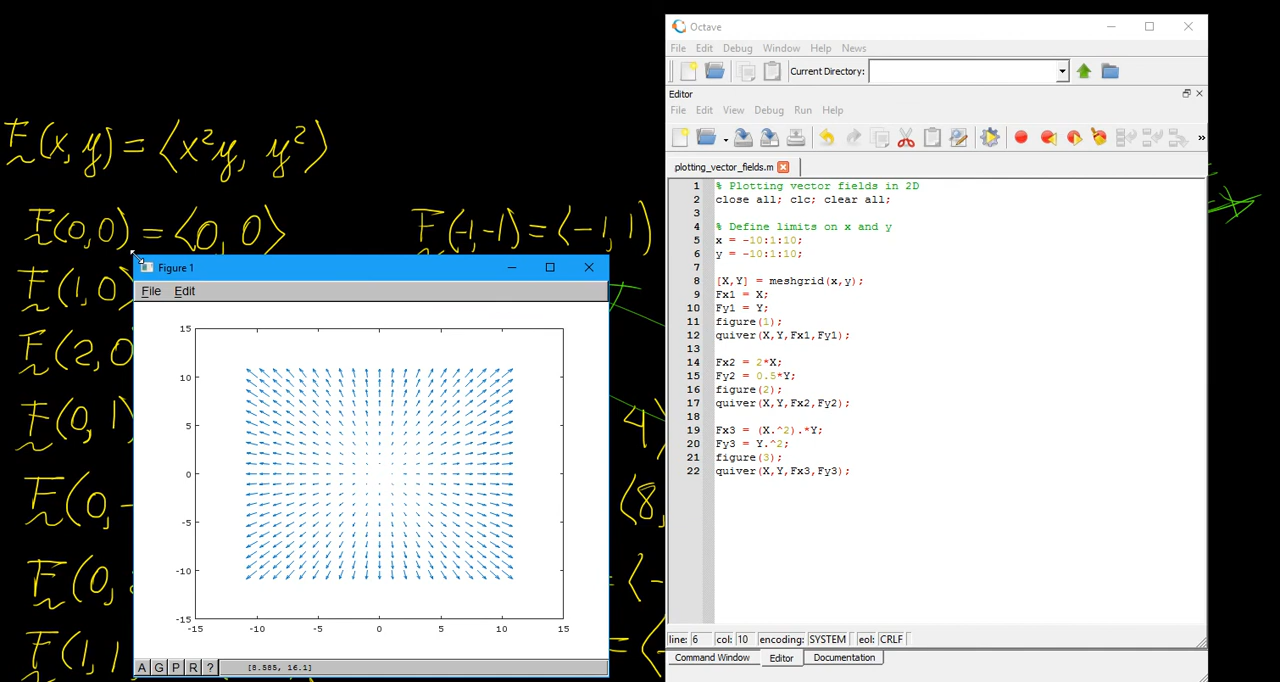 F(x, y) = ⟨x²y, y²⟩
F(0,0) = ⟨0, 0⟩
F(-1,-1) = ⟨-1, 1⟩
F(1,0)
F(2,0
F(0,1)
4⟩
F(0,-
⟨8,
F(0,
= ⟨-
F(1,1)
= ⟨-
Figure 1
File Edit
15
10
5
0
-5
-10
-15
-15 -10 -5 0 5 10 15
A G P R ? [8.585, 16.1]
Octave
File Edit Debug Window Help News
Current Directory:
Editor
File Edit View Debug Run Help
»
plotting_vector_fields.m
1 % Plotting vector fields in 2D
2 close all; clc; clear all;
3
4 % Define limits on x and y
5 x = -10:1:10;
6 y = -10:1:10;
7
8 [X,Y] = meshgrid(x,y);
9 Fx1 = X;
10 Fy1 = Y;
11 figure(1);
12 quiver(X,Y,Fx1,Fy1);
13
14 Fx2 = 2*X;
15 Fy2 = 0.5*Y;
16 figure(2);
17 quiver(X,Y,Fx2,Fy2);
18
19 Fx3 = (X.^2).*Y;
20 Fy3 = Y.^2;
21 figure(3);
22 quiver(X,Y,Fx3,Fy3);
line: 6 col: 10 encoding: SYSTEM eol: CRLF
Command Window Editor Documentation